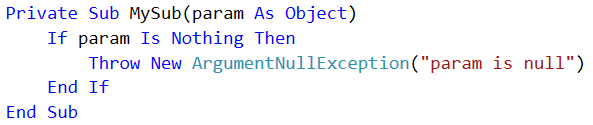 Private Sub MySub(param As Object)
    If param Is Nothing Then
        Throw New ArgumentNullException("param is null")
    End If
End Sub